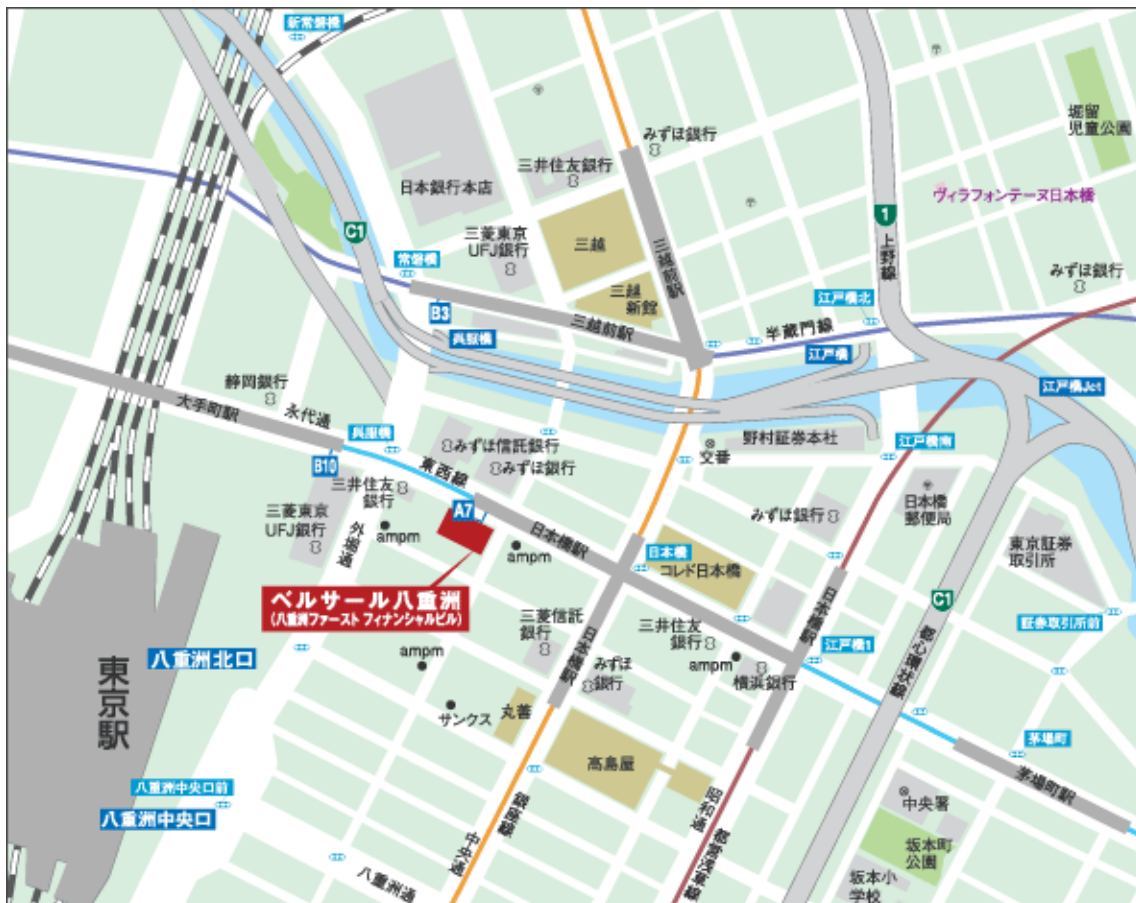 新常盤橋
みずほ銀行
三井住友銀行
日本銀行本店
堀留
児童公園
ヴィラフォンテーヌ日本橋
C1
1
上野線
三菱東京
UFJ銀行
三越
三越前駅
常盤橋
三越
新館
みずほ銀行
江戸橋北
B3
呉服橋
三越前駅
半蔵門線
江戸橋
江戸橋Jct
静岡銀行
大手町駅
永代通
呉服橋
みずほ信託銀行
みずほ銀行
東西線
交番
野村証券本社
江戸橋南
B10
三井住友
銀行
三菱東京
UFJ銀行
外堀通
A7
ampm
ampm
日本橋駅
日本橋
コレド日本橋
みずほ銀行
日本橋
郵便局
東京証券
取引所
ベルサール八重洲
(八重洲ファースト フィナンシャルビル)
三菱信託
銀行
日本橋駅
三井住友
銀行
ampm
横浜銀行
日本橋駅
江戸橋1
C1
都心環状線
証券取引所前
八重洲北口
東京駅
ampm
サンクス
丸善
みずほ
銀行
高島屋
茅場町
茅場町駅
八重洲中央口前
八重洲中央口
八重洲通
中央通
銀座線
昭和通
都営浅草線
中央署
坂本町
公園
坂本小
学校